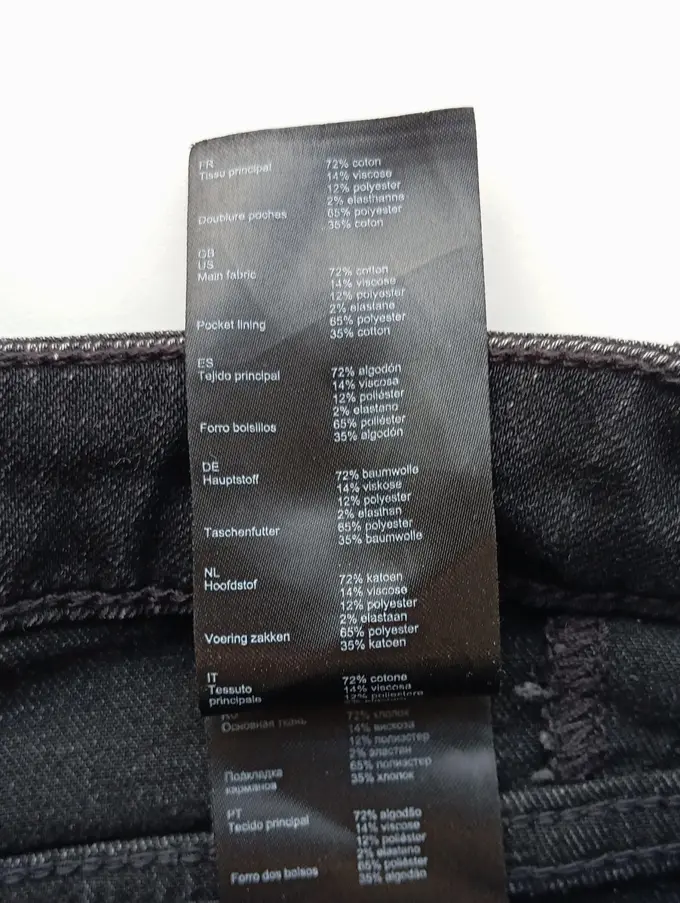 FR
Tissu principal 72% coton
14% viscose
12% polyester
2% elasthanne
Doublure poches 65% polyester
35% coton
GB
US
Main fabric 72% cotton
14% viscose
12% polyester
2% elastane
Pocket lining 65% polyester
35% cotton
ES
Tejido principal 72% algodón
14% viscosa
12% poliéster
2% elastano
Forro bolsillos 65% poliéster
35% algodón
DE
Hauptstoff 72% baumwolle
14% viskose
12% polyester
2% elasthan
Taschenfutter 65% polyester
35% baumwolle
NL
Hoofdstof 72% katoen
14% viscose
12% polyester
2% elastaan
Voering zakken 65% polyester
35% katoen
IT
Tessuto 72% cotone
principale 14% viscosa
12% poliestere
RU
Основная ткань 72% хлопок
14% вискоза
12% полиэстер
2% эластан
65% полиэстер
Подкладка 35% хлопок
карманов
PT
Tecido principal 72% algodão
14% viscose
12% poliéster
2% elastano
Forro dos bolsos 65% poliéster
35% algodão